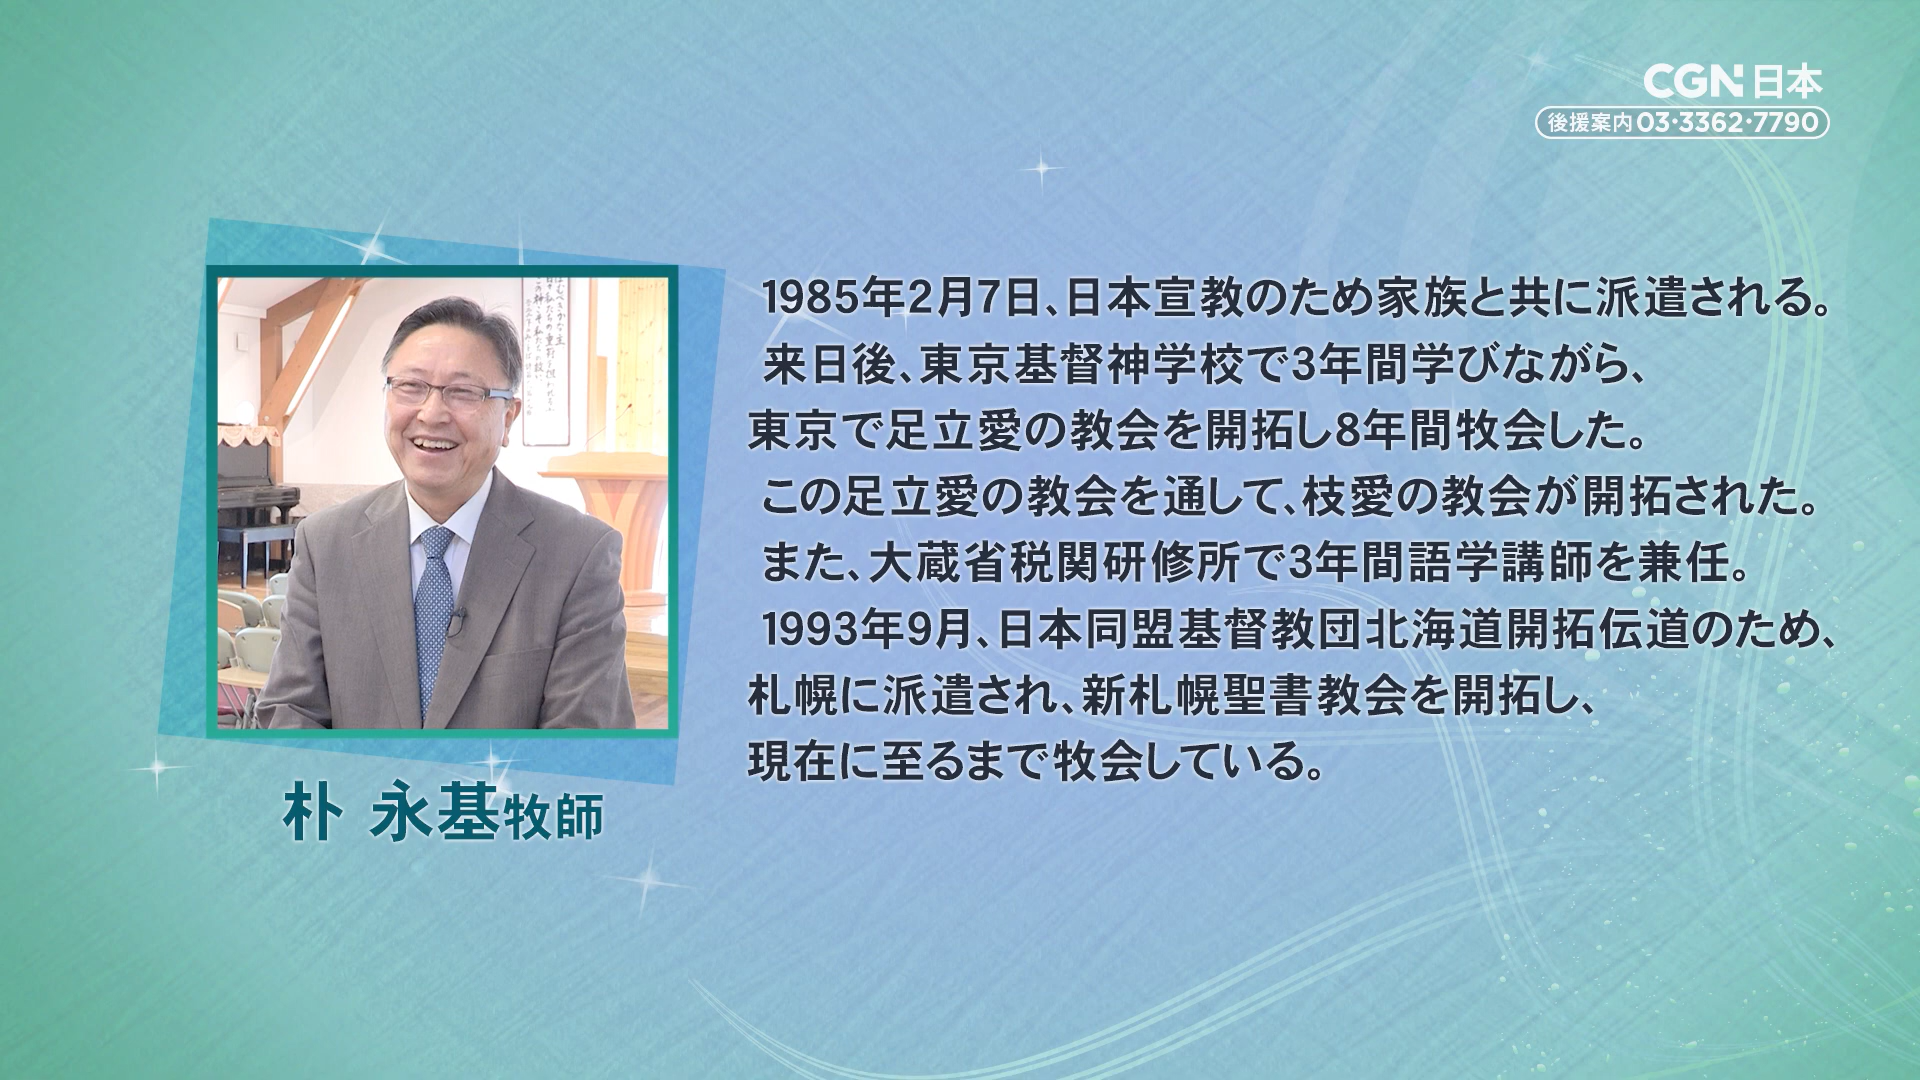 CGN 日本
後援案内 03·3362·7790
1985年2月7日、日本宣教のため家族と共に派遣される。
来日後、東京基督神学校で3年間学びながら、
東京で足立愛の教会を開拓し8年間牧会した。
この足立愛の教会を通して、枝愛の教会が開拓された。
また、大蔵省税関研修所で3年間語学講師を兼任。
1993年9月、日本同盟基督教団北海道開拓伝道のため、
札幌に派遣され、新札幌聖書教会を開拓し、
現在に至るまで牧会している。
朴 永基牧師